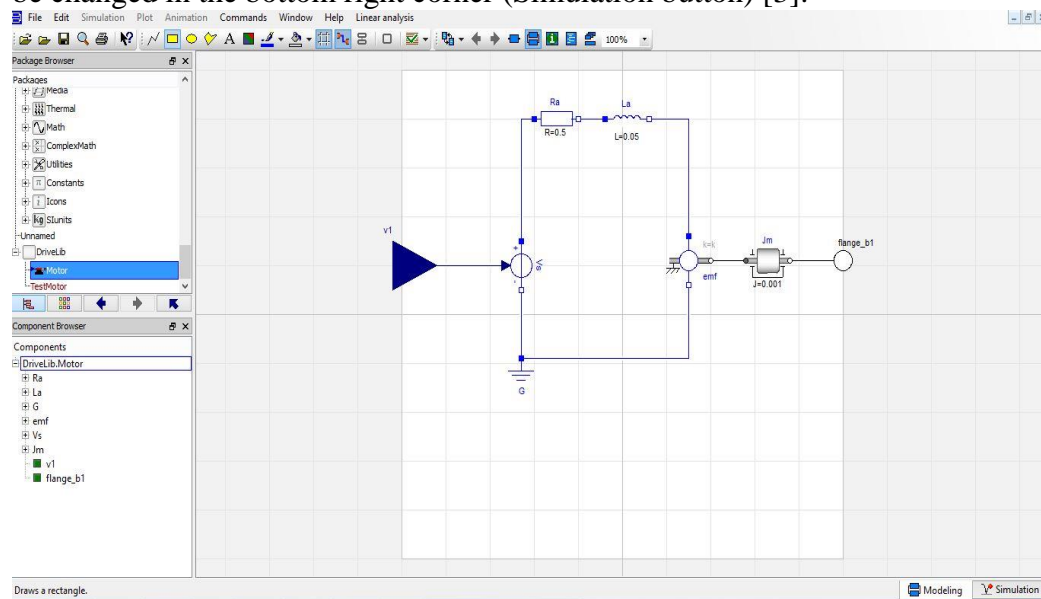 be changed in the bottom right corner (Simulation button) [3].
File Edit Simulation Plot Animation Commands Window Help Linear analysis
100%
Package Browser
Packages
Media
Thermal
Math
ComplexMath
Utilities
Constants
Icons
SIunits
Unnamed
DriveLib
Motor
TestMotor
Component Browser
Components
DriveLib.Motor
Ra
La
G
emf
Vs
Jm
v1
flange_b1
Ra
La
R=0.5
L=0.05
v1
+
Vs
-
k=k
emf
Jm
J=0.001
flange_b1
G
Draws a rectangle.
Modeling
Simulation